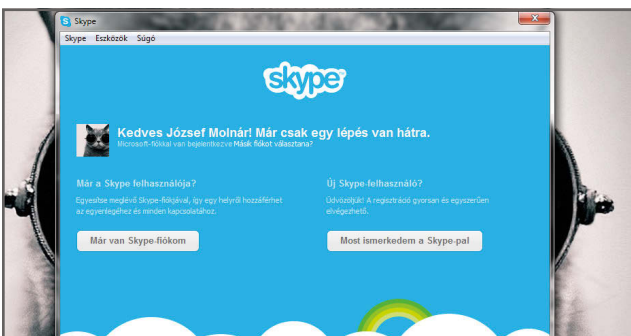 Skype
Skype Eszközök Súgó
skype
Kedves József Molnár! Már csak egy lépés van hátra.
Microsoft-fiókkal van bejelentkezve Másik fiókot választana?
Már a Skype felhasználója?
Egyesítse meglévő Skype-fiókjával, így egy helyről hozzáférhet
az egyenlegéhez és minden kapcsolatához.
Már van Skype-fiókom
Új Skype-felhasználó?
Üdvözöljük! A regisztráció gyorsan és egyszerűen
elvégezhető.
Most ismerkedem a Skype-pal